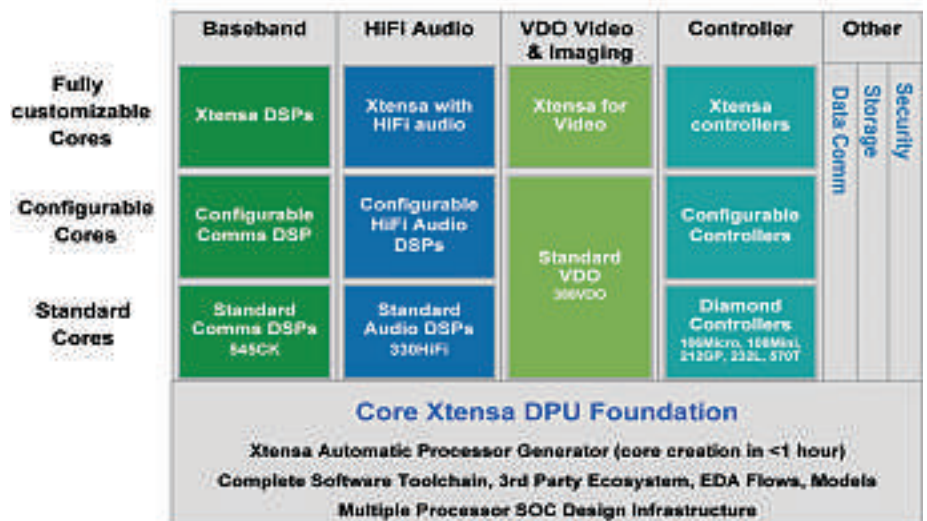 Baseband
HiFi Audio
VDO Video
& Imaging
Controller
Other
Fully
customizable
Cores
Xtensa DSPs
Xtensa with
HiFi audio
Xtensa for
Video
Xtensa
controllers
Data Comm
Storage
Security
Configurable
Cores
Configurable
Comms DSP
Configurable
HiFi Audio
DSPs
Standard
VDO
388VDO
Configurable
Controllers
Standard
Cores
Standard
Comms DSPs
545CK
Standard
Audio DSPs
330HiFi
Diamond
Controllers
106Micro, 108Mini,
212GP, 232L, 570T
Core Xtensa DPU Foundation
Xtensa Automatic Processor Generator (core creation in <1 hour)
Complete Software Toolchain, 3rd Party Ecosystem, EDA Flows, Models
Multiple Processor SOC Design Infrastructure